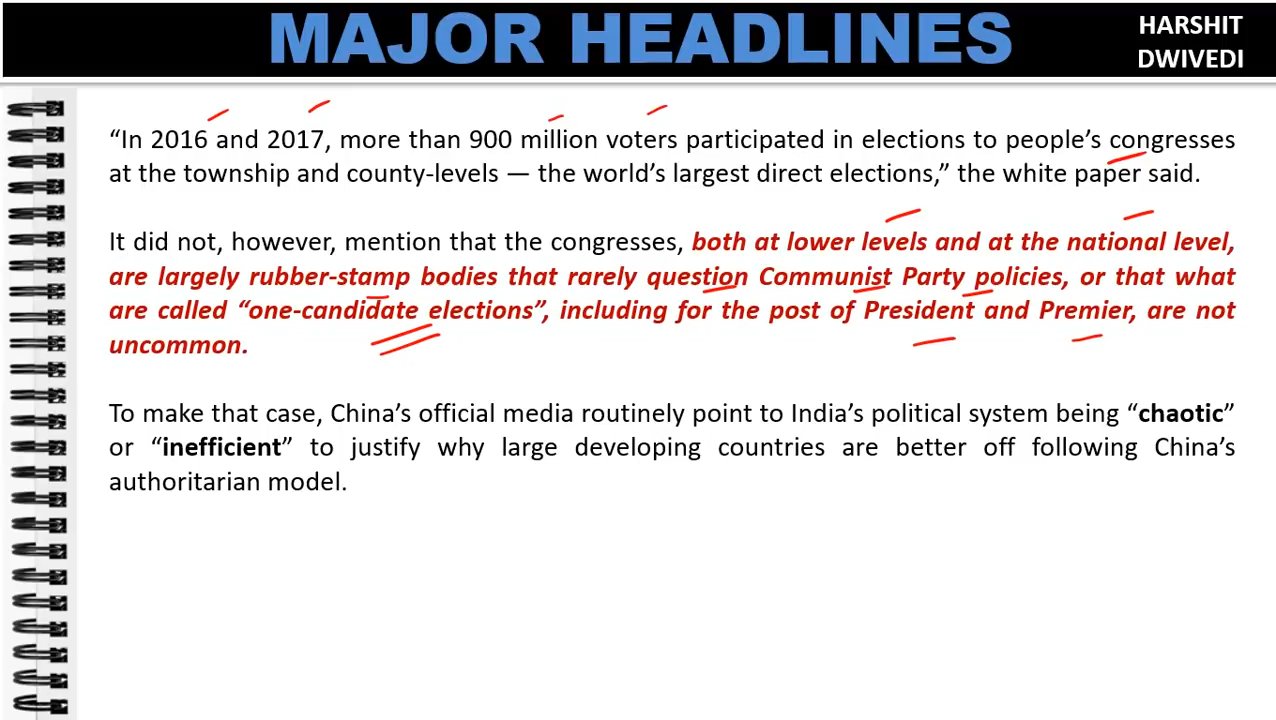 MAJOR HEADLINES
HARSHIT
DWIVEDI
“In 2016 and 2017, more than 900 million voters participated in elections to people’s congresses
at the township and county-levels — the world’s largest direct elections,” the white paper said.
It did not, however, mention that the congresses, both at lower levels and at the national level,
are largely rubber-stamp bodies that rarely question Communist Party policies, or that what
are called “one-candidate elections”, including for the post of President and Premier, are not
uncommon.
To make that case, China’s official media routinely point to India’s political system being “chaotic”
or “inefficient” to justify why large developing countries are better off following China’s
authoritarian model.